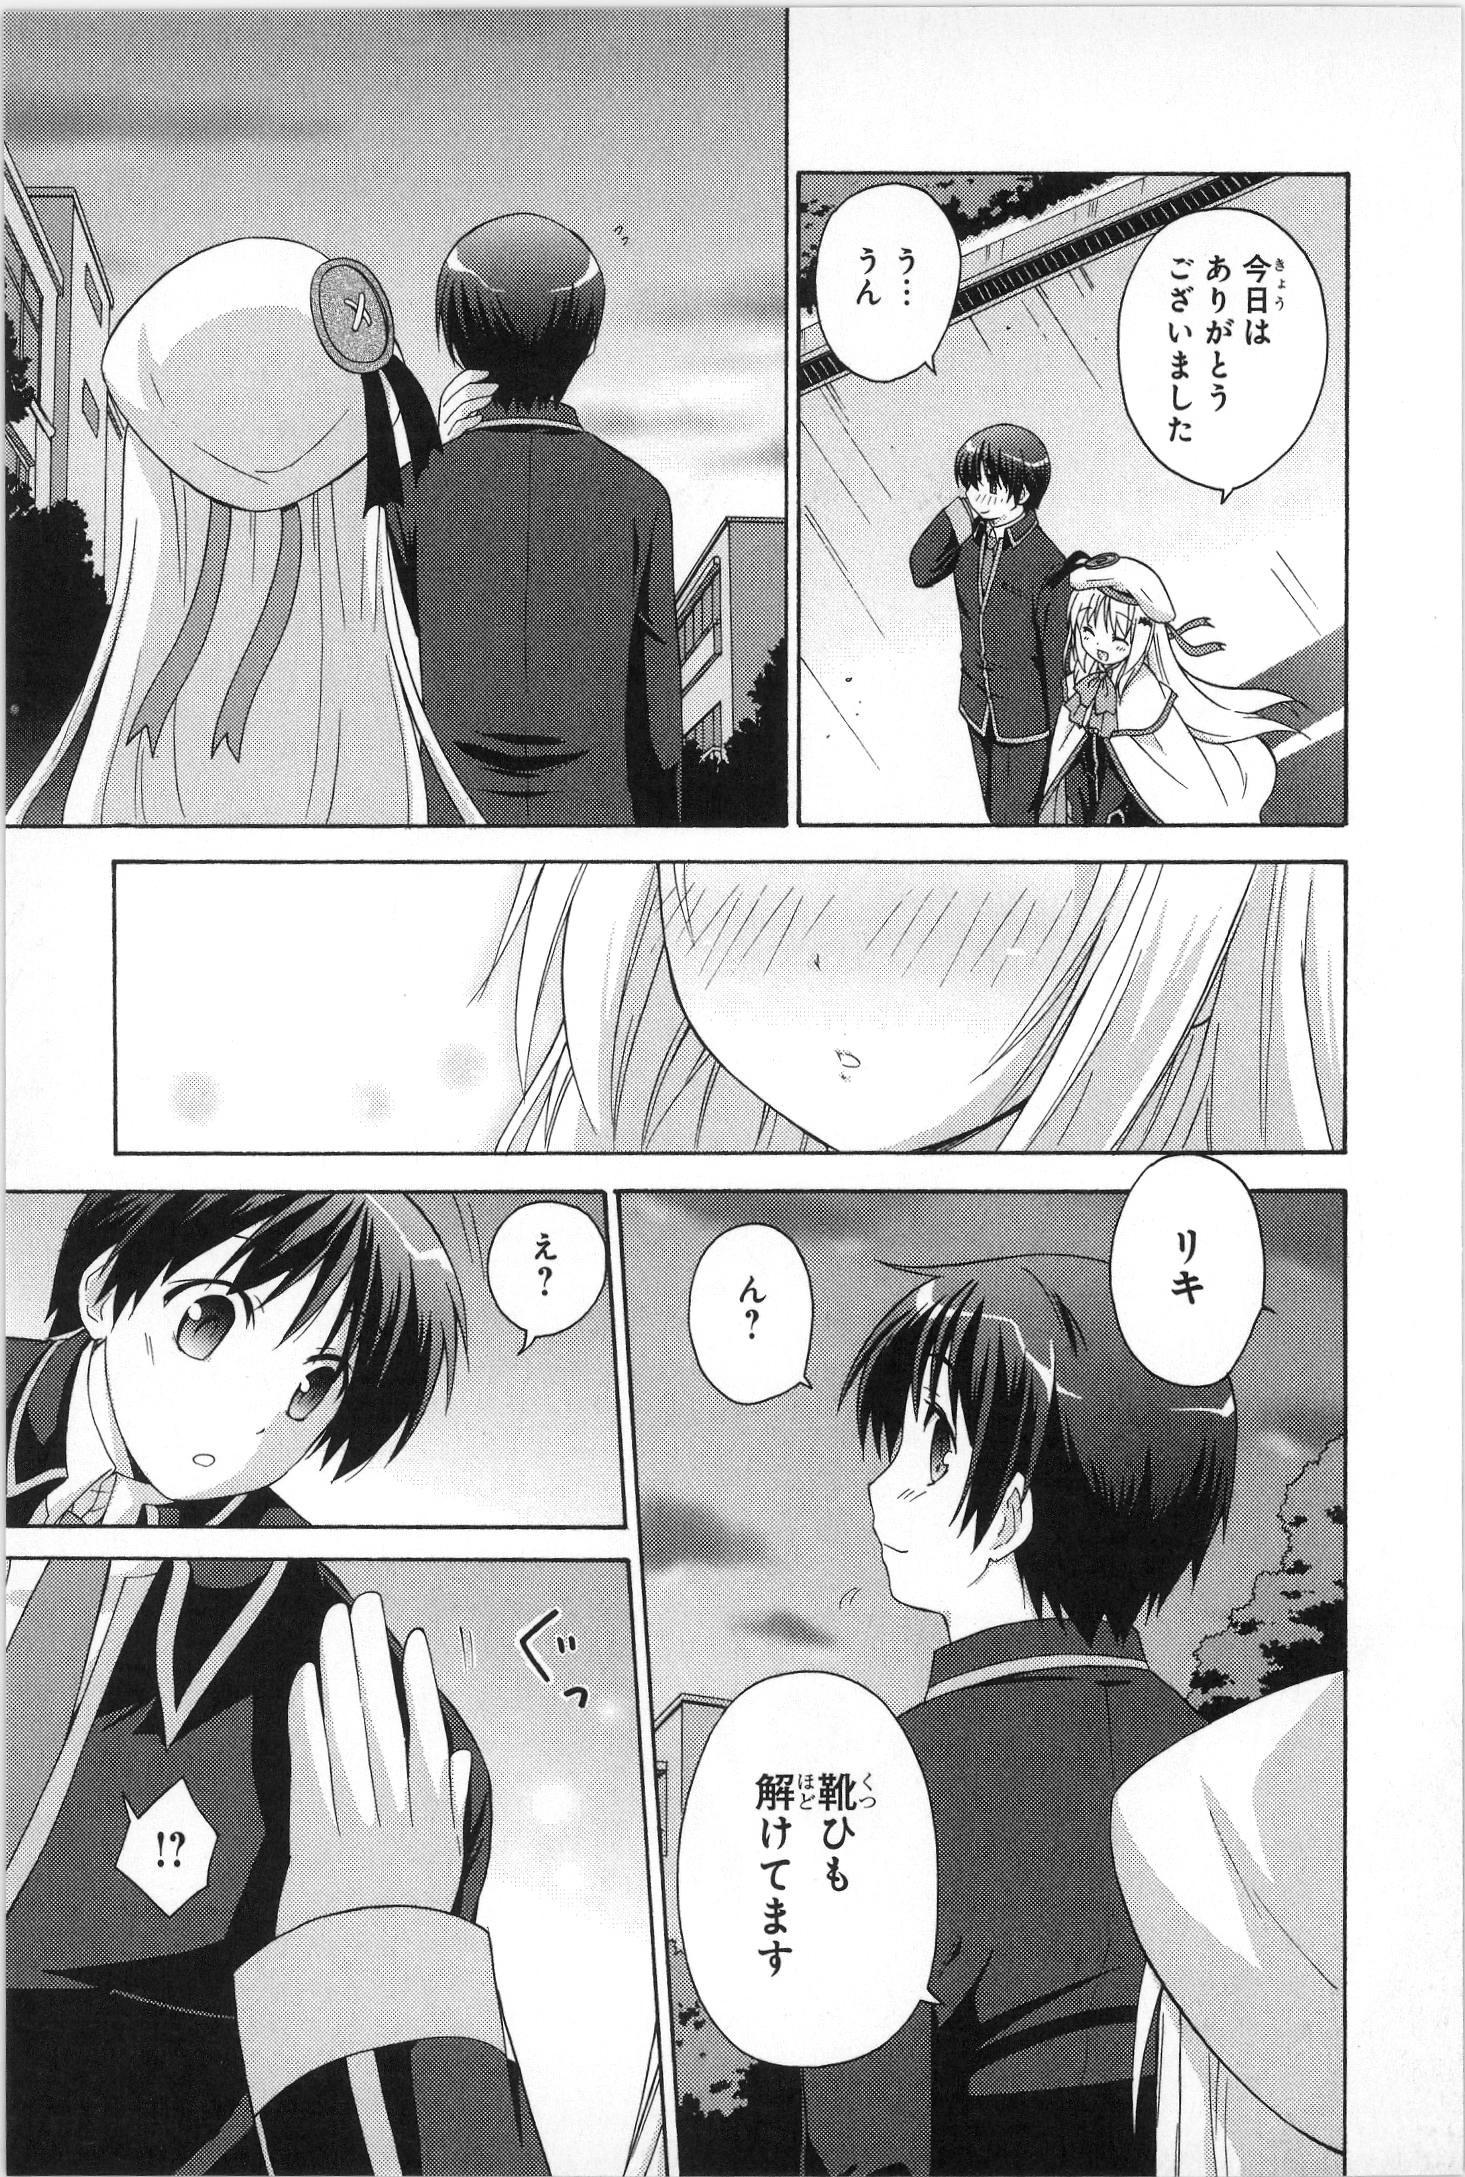 今日は
ありがとう
ございました
う…
うん
リキ
ん?
靴ひも
解けてます
え?
ぐっ
!?